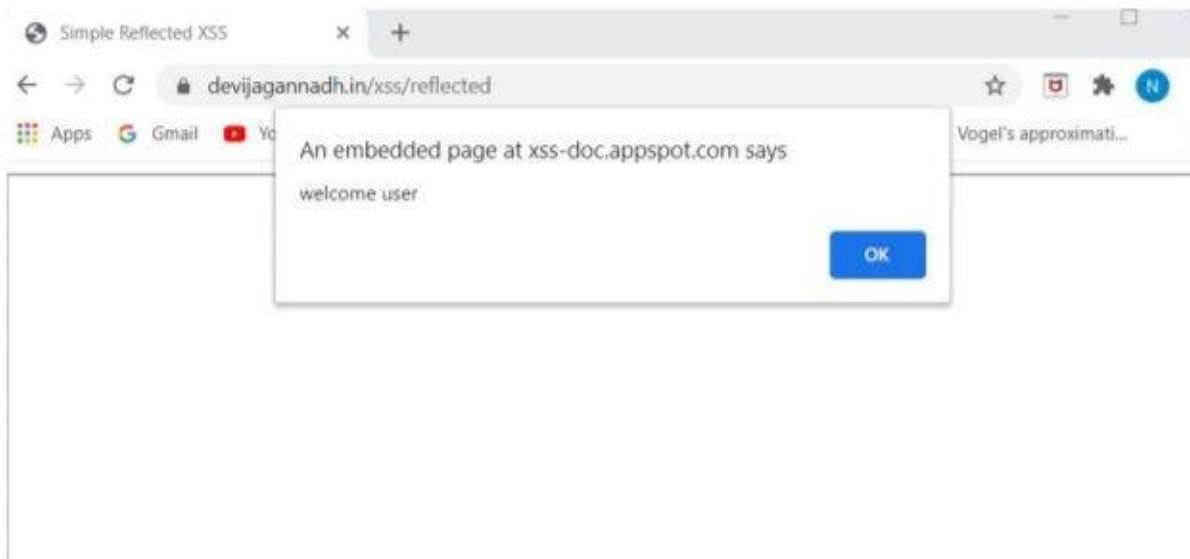 Simple Reflected XSS
devijagannadh.in/xss/reflected
N
Apps Gmail Yo Vogel's approximati...
An embedded page at xss-doc.appspot.com says
welcome user
OK